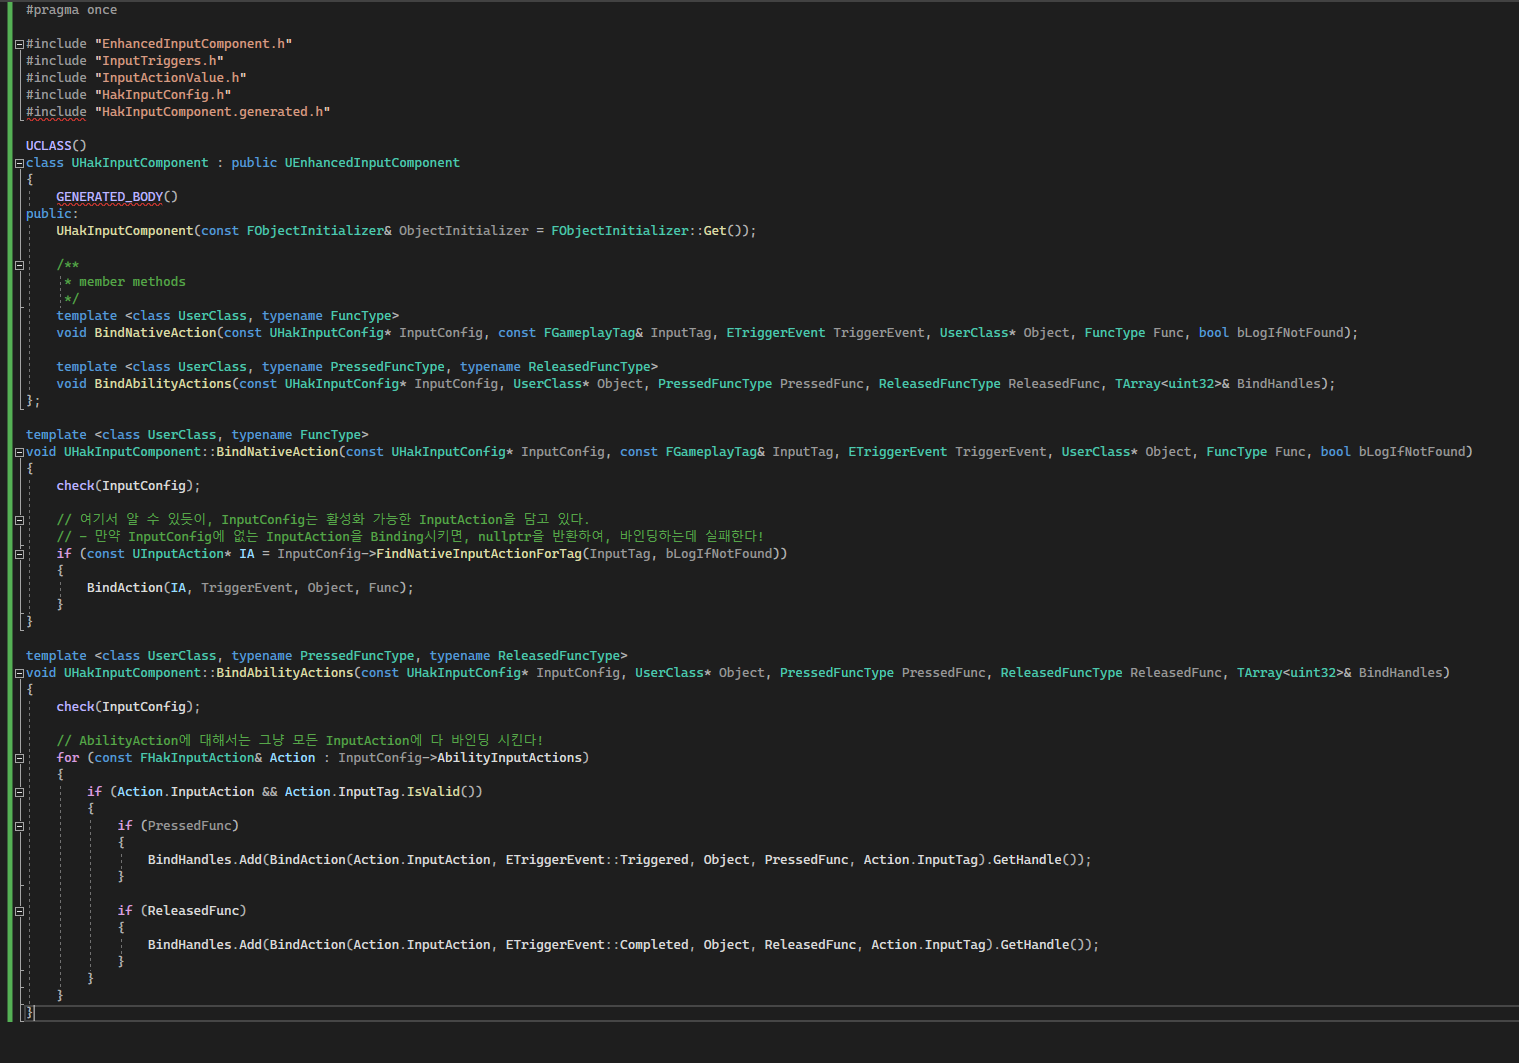 #pragma once
#include "EnhancedInputComponent.h"
#include "InputTriggers.h"
#include "InputActionValue.h"
#include "HakInputConfig.h"
#include "HakInputComponent.generated.h"
UCLASS()
class UHakInputComponent : public UEnhancedInputComponent
{
GENERATED_BODY()
public:
UHakInputComponent(const FObjectInitializer& ObjectInitializer = FObjectInitializer::Get());
/**
* member methods
*/
template <class UserClass, typename FuncType>
void BindNativeAction(const UHakInputConfig* InputConfig, const FGameplayTag& InputTag, ETriggerEvent TriggerEvent, UserClass* Object, FuncType Func, bool bLogIfNotFound);
template <class UserClass, typename PressedFuncType, typename ReleasedFuncType>
void BindAbilityActions(const UHakInputConfig* InputConfig, UserClass* Object, PressedFuncType PressedFunc, ReleasedFuncType ReleasedFunc, TArray<uint32>& BindHandles);
};
template <class UserClass, typename FuncType>
void UHakInputComponent::BindNativeAction(const UHakInputConfig* InputConfig, const FGameplayTag& InputTag, ETriggerEvent TriggerEvent, UserClass* Object, FuncType Func, bool bLogIfNotFound)
{
check(InputConfig);
// 여기서 알 수 있듯이, InputConfig는 활성화 가능한 InputAction을 담고 있다.
// - 만약 InputConfig에 없는 InputAction을 Binding시키면, nullptr을 반환하여, 바인딩하는데 실패한다!
if (const UInputAction* IA = InputConfig->FindNativeInputActionForTag(InputTag, bLogIfNotFound))
{
BindAction(IA, TriggerEvent, Object, Func);
}
}
template <class UserClass, typename PressedFuncType, typename ReleasedFuncType>
void UHakInputComponent::BindAbilityActions(const UHakInputConfig* InputConfig, UserClass* Object, PressedFuncType PressedFunc, ReleasedFuncType ReleasedFunc, TArray<uint32>& BindHandles)
{
check(InputConfig);
// AbilityAction에 대해서는 그냥 모든 InputAction에 다 바인딩 시킨다!
for (const FHakInputAction& Action : InputConfig->AbilityInputActions)
{
if (Action.InputAction && Action.InputTag.IsValid())
{
if (PressedFunc)
{
BindHandles.Add(BindAction(Action.InputAction, ETriggerEvent::Triggered, Object, PressedFunc, Action.InputTag).GetHandle());
}
if (ReleasedFunc)
{
BindHandles.Add(BindAction(Action.InputAction, ETriggerEvent::Completed, Object, ReleasedFunc, Action.InputTag).GetHandle());
}
}
}
}